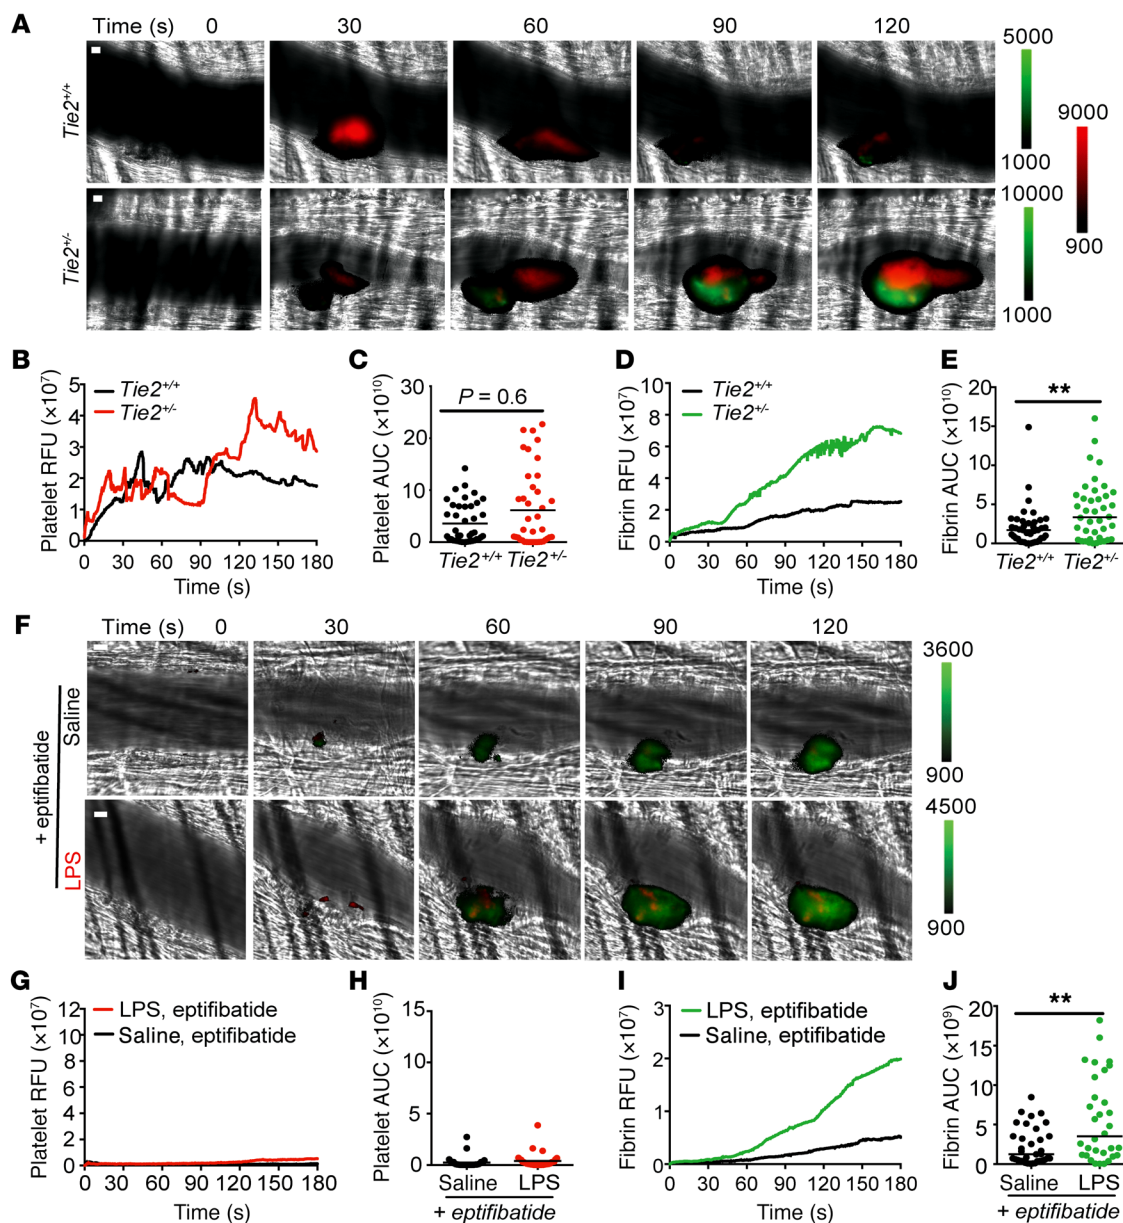 A
Time (s) 0 30 60 90 120
Tie2+/+
Tie2+/-
5000
1000
10000
1000
9000
900
B
Platelet RFU (×10⁷)
5
4
3
2
1
0
Tie2+/+
Tie2+/-
0 30 60 90 120 150 180
Time (s)
C
Platelet AUC (×10¹⁰)
30
20
10
0
P = 0.6
Tie2+/+ Tie2+/-
D
Fibrin RFU (×10⁷)
10
8
6
4
2
0
Tie2+/+
Tie2+/-
0 30 60 90 120 150 180
Time (s)
E
Fibrin AUC (×10¹⁰)
20
15
10
5
0
**
Tie2+/+ Tie2+/-
F
Time (s) 0 30 60 90 120
+ eptifibatide
Saline
LPS
3600
900
4500
900
G
Platelet RFU (×10⁷)
12
10
8
6
4
2
0
LPS, eptifibatide
Saline, eptifibatide
0 30 60 90 120 150 180
Time (s)
H
Platelet AUC (×10¹⁰)
15
10
5
0
Saline LPS
+ eptifibatide
I
Fibrin RFU (×10⁷)
3
2
1
0
LPS, eptifibatide
Saline, eptifibatide
0 30 60 90 120 150 180
Time (s)
J
Fibrin AUC (×10⁹)
20
15
10
5
0
**
Saline LPS
+ eptifibatide